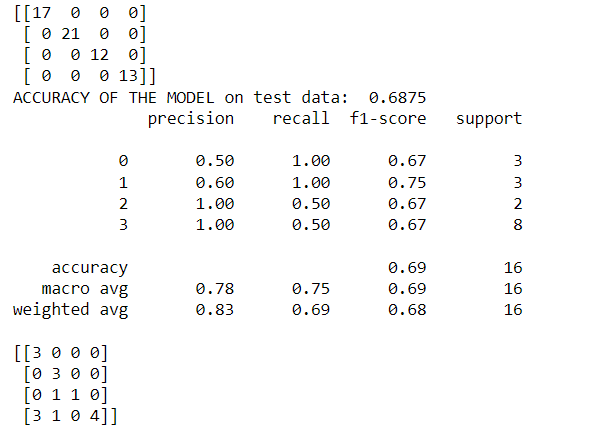 [[17  0  0  0]
 [ 0 21  0  0]
 [ 0  0 12  0]
 [ 0  0  0 13]]
ACCURACY OF THE MODEL on test data:  0.6875
              precision    recall  f1-score   support

           0       0.50      1.00      0.67         3
           1       0.60      1.00      0.75         3
           2       1.00      0.50      0.67         2
           3       1.00      0.50      0.67         8

    accuracy                           0.69        16
   macro avg       0.78      0.75      0.69        16
weighted avg       0.83      0.69      0.68        16

[[3 0 0 0]
 [0 3 0 0]
 [0 1 1 0]
 [3 1 0 4]]